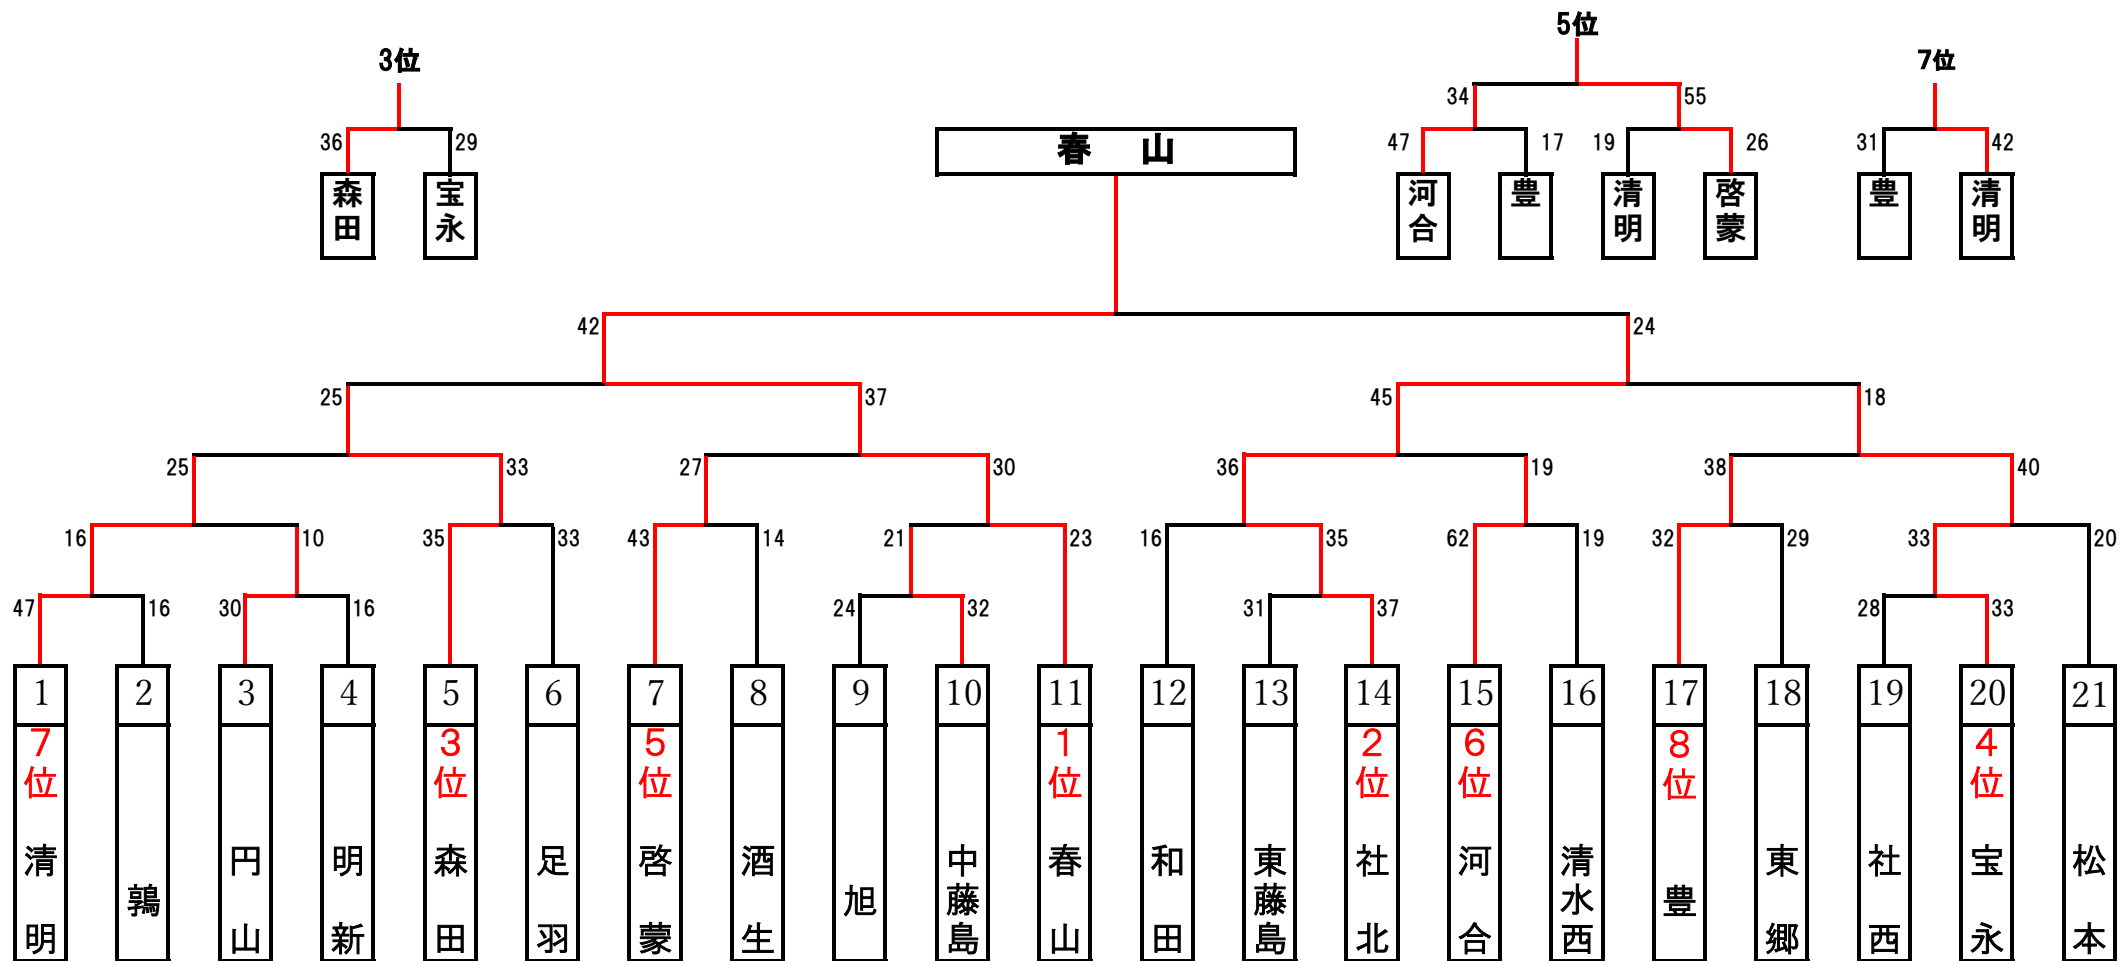 5位
3位
7位
34 55
36 29
47 17 19 26
31 42
春 山
森田
宝永
河合
豊
清明
啓蒙
豊
清明
42 24
25 37 45 18
25 33 27 30 36 19 38 40
16 10 35 33 43 14 21 23 16 35 62 19 32 29 33 20
47 16 30 16 24 32 31 37 28 33
1 2 3 4 5 6 7 8 9 10 11 12 13 14 15 16 17 18 19 20 21
7位 3位 5位 1位 2位 6位 8位 4位
清明
鶉
円山
明新
森田
足羽
啓蒙
酒生
旭
中藤島
春山
和田
東藤島
社北
河合
清水西
豊
東郷
社西
宝永
松本